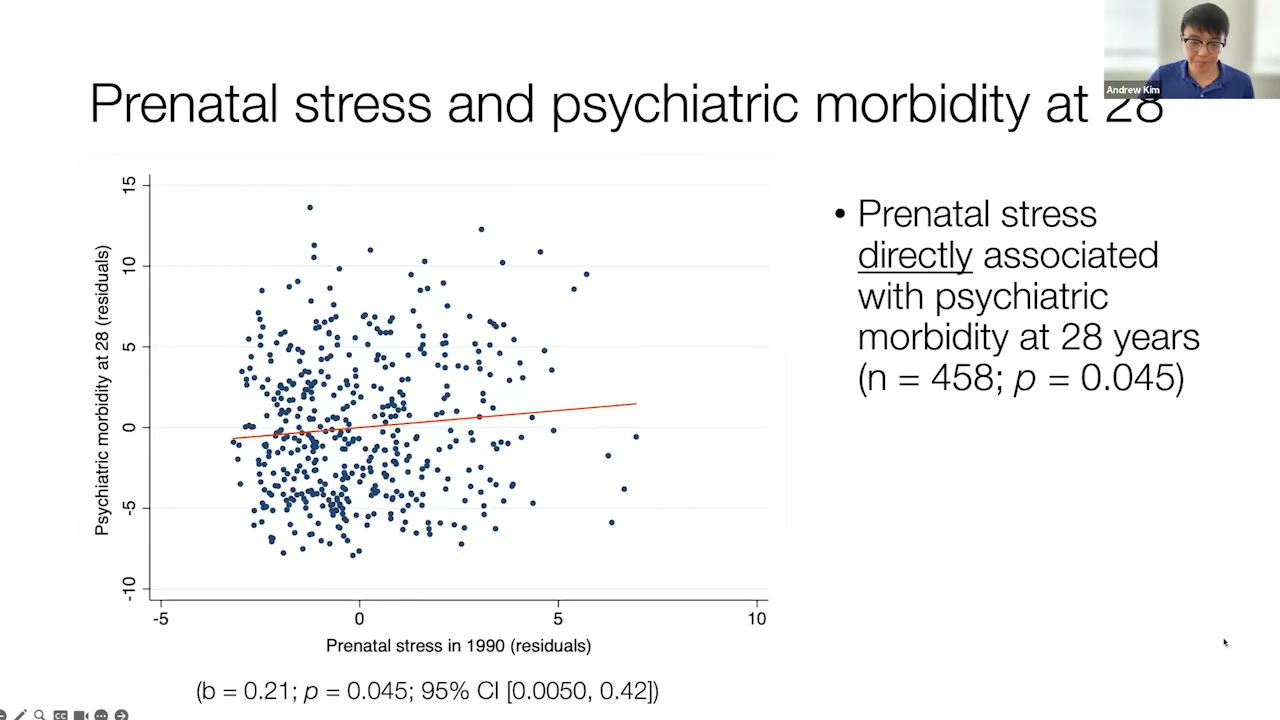 Prenatal stress and psychiatric morbidity at 28
Andrew Kim
15
10
5
0
-5
-10
Psychiatric morbidity at 28 (residuals)
-5
0
5
10
Prenatal stress in 1990 (residuals)
(b = 0.21; p = 0.045; 95% CI [0.0050, 0.42])
• Prenatal stress
directly associated
with psychiatric
morbidity at 28 years
(n = 458; p = 0.045)
CC